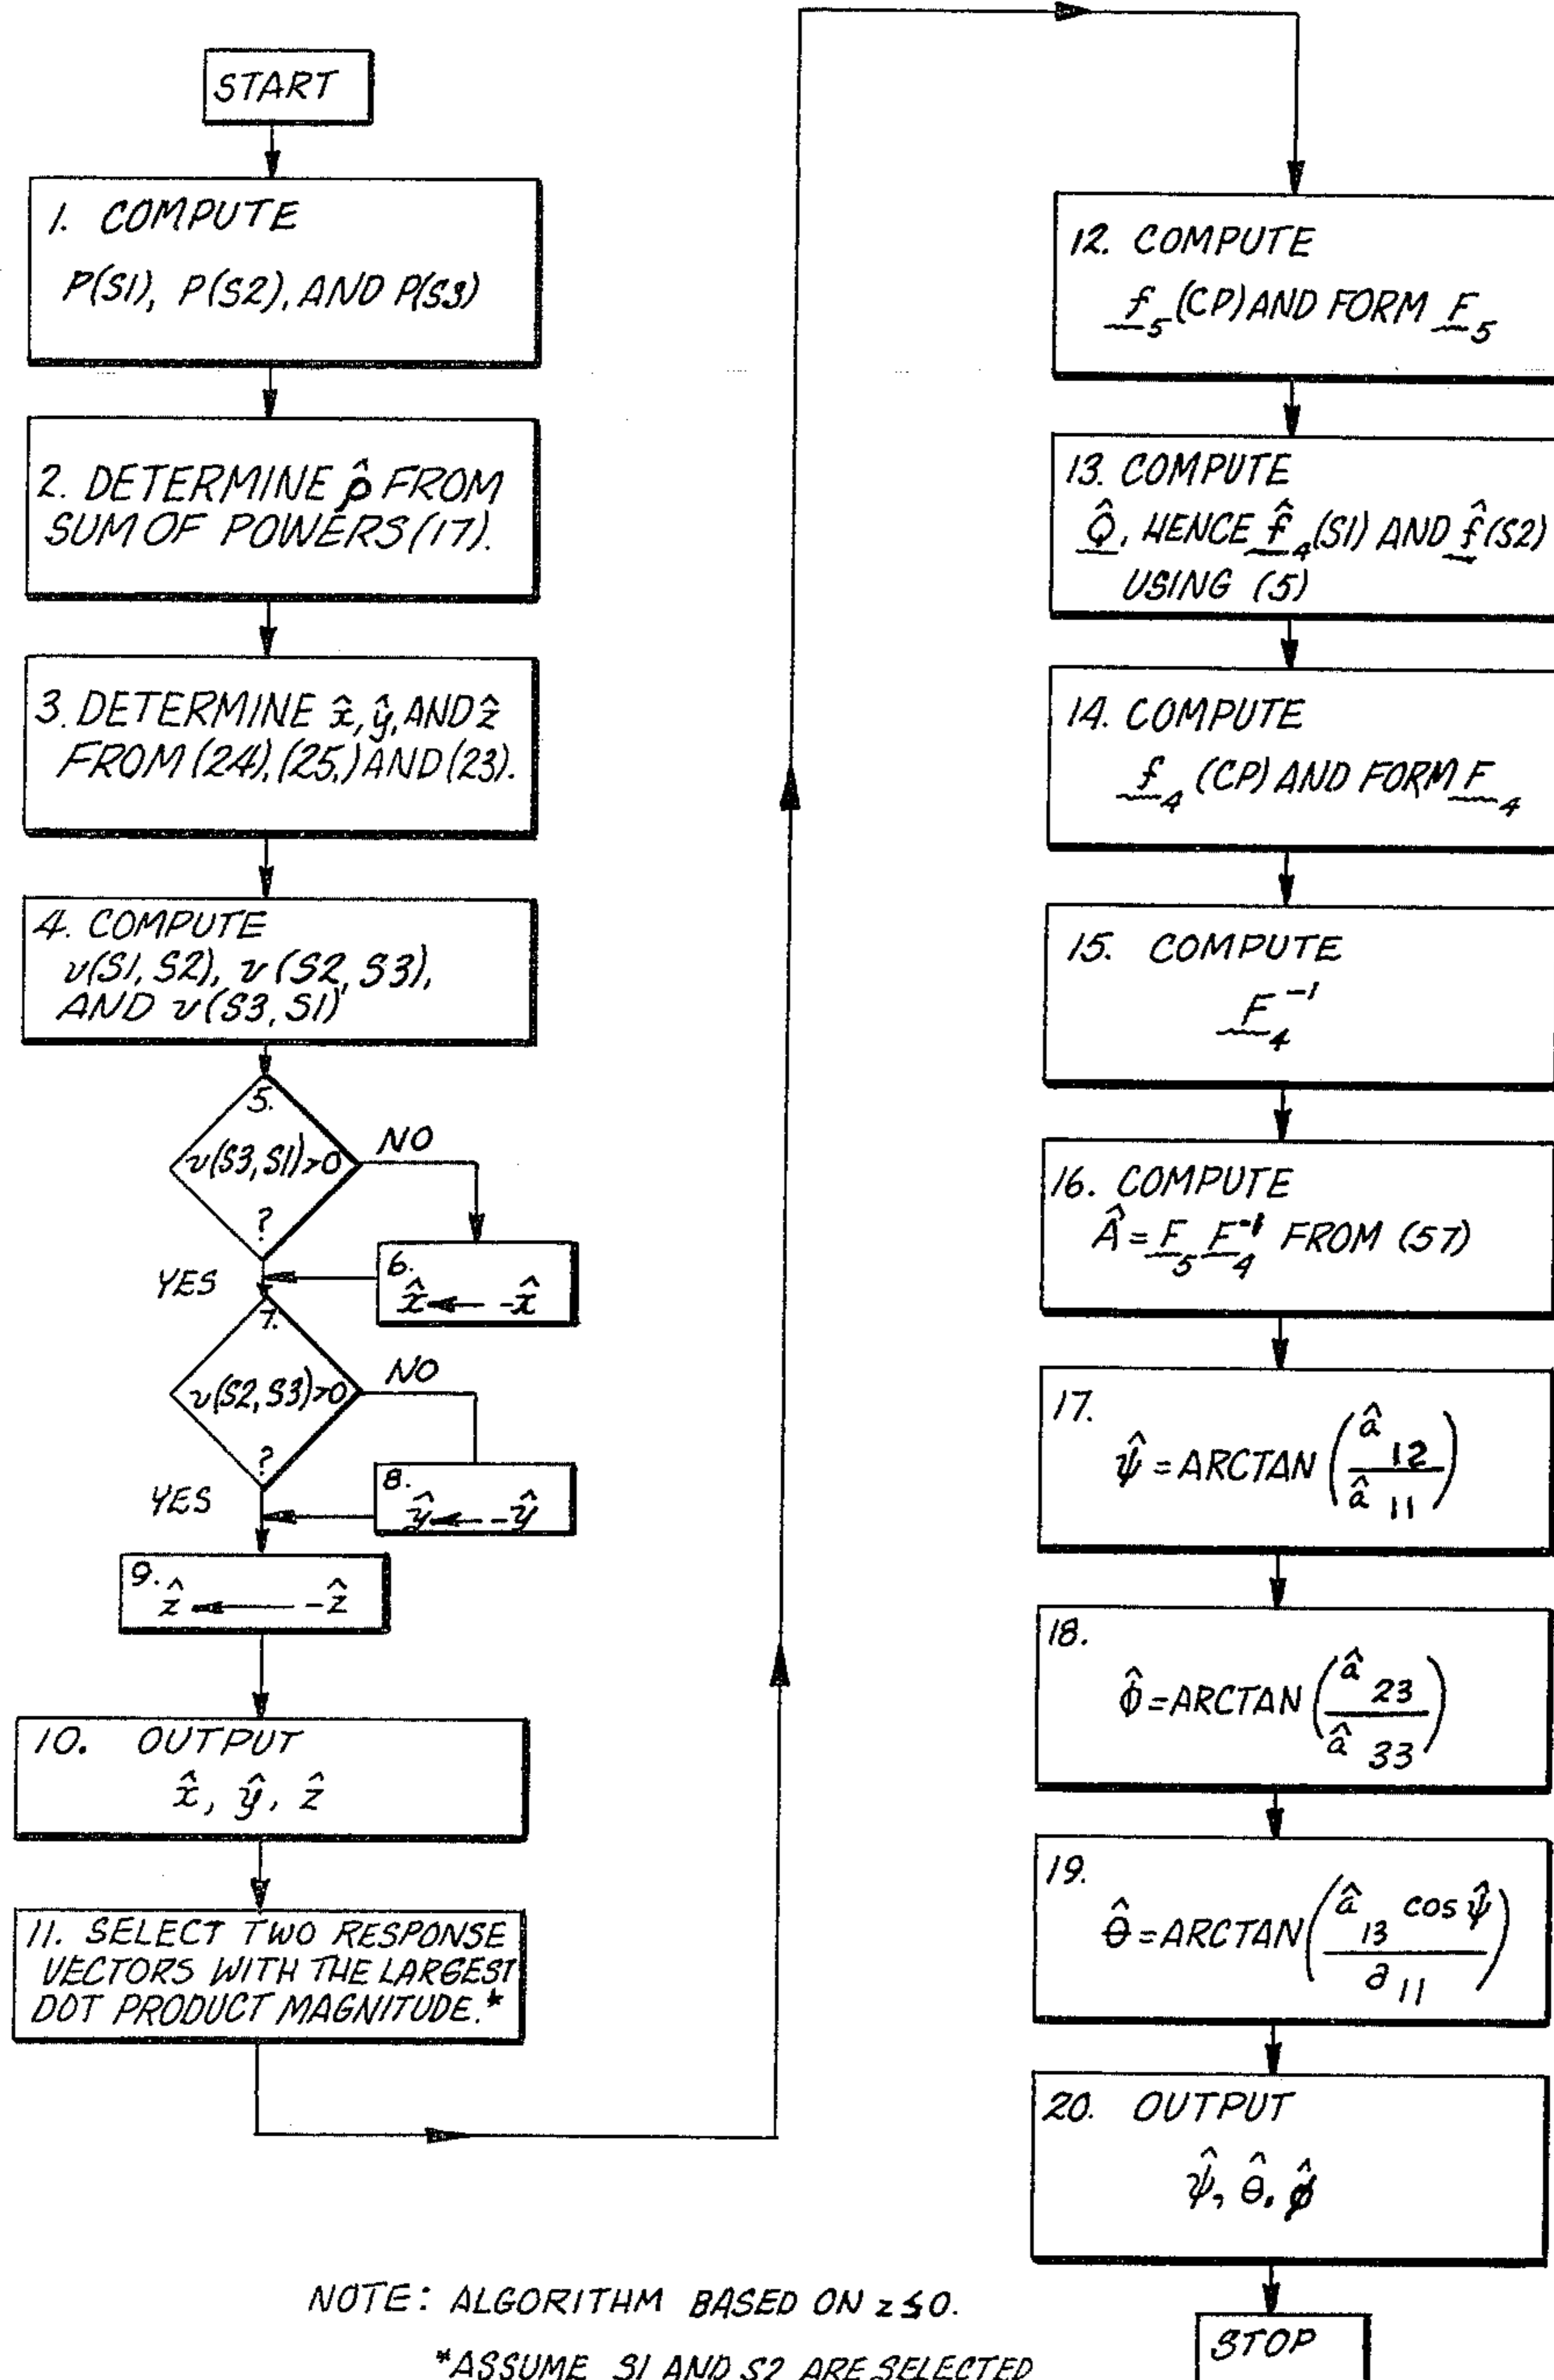 START
1. COMPUTE
P(S1), P(S2), AND P(S3)
2. DETERMINE ρ̂ FROM
SUM OF POWERS (17).
3. DETERMINE x̂, ŷ, AND ẑ
FROM (24), (25,) AND (23).
4. COMPUTE
v(S1, S2), v(S2, S3),
AND v(S3, S1)
5.
v(S3, S1)>0
?
NO
YES
6.
x̂ ← -x̂
7.
v(S2, S3)>0
?
NO
YES
8.
ŷ ← -ŷ
9.
ẑ ← -ẑ
10. OUTPUT
x̂, ŷ, ẑ
11. SELECT TWO RESPONSE
VECTORS WITH THE LARGEST
DOT PRODUCT MAGNITUDE.*
12. COMPUTE
f₅(CP) AND FORM F₅
13. COMPUTE
Q̂, HENCE f̂₄(S1) AND f̂(S2)
USING (5)
14. COMPUTE
f₄(CP) AND FORM F₄
15. COMPUTE
F₄⁻¹
16. COMPUTE
Â = F₅ F₄⁻¹ FROM (57)
17.
ψ̂ = ARCTAN (â 12 / â 11)
18.
ϕ̂ = ARCTAN (â 23 / â 33)
19.
θ̂ = ARCTAN (â 13 cos ψ̂ / a 11)
20. OUTPUT
ψ̂, θ̂, ϕ̂
STOP
NOTE: ALGORITHM BASED ON z≤0.
*ASSUME S1 AND S2 ARE SELECTED